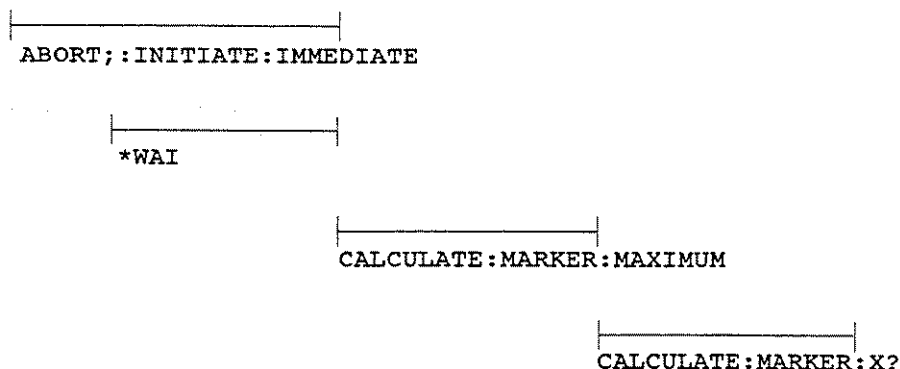 ABORT;:INITIATE:IMMEDIATE
*WAI
CALCULATE:MARKER:MAXIMUM
CALCULATE:MARKER:X?